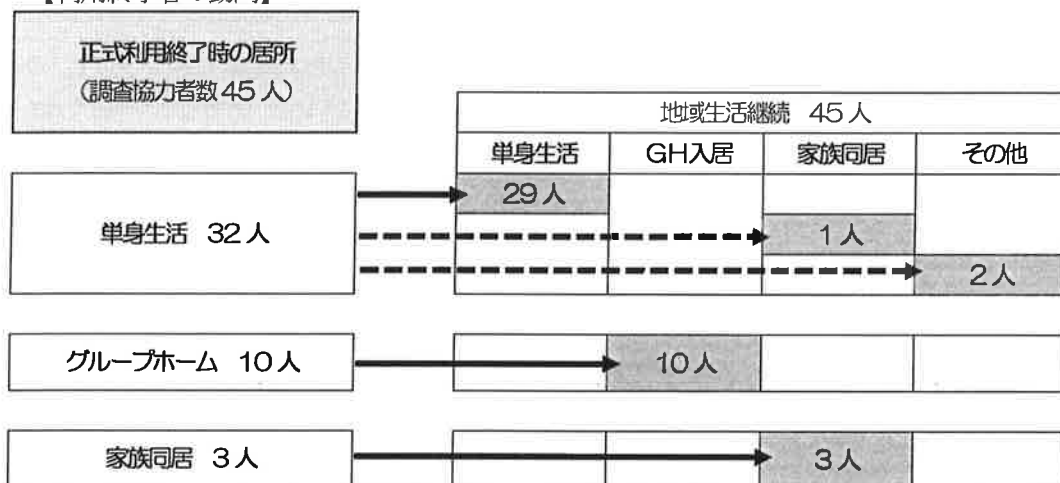 正式利用終了時の居所
(調査協力者数45人)
地域生活継続 45人
単身生活 GH入居 家族同居 その他
単身生活 32人
29人
1人
2人
グループホーム 10人 10人
家族同居 3人 3人